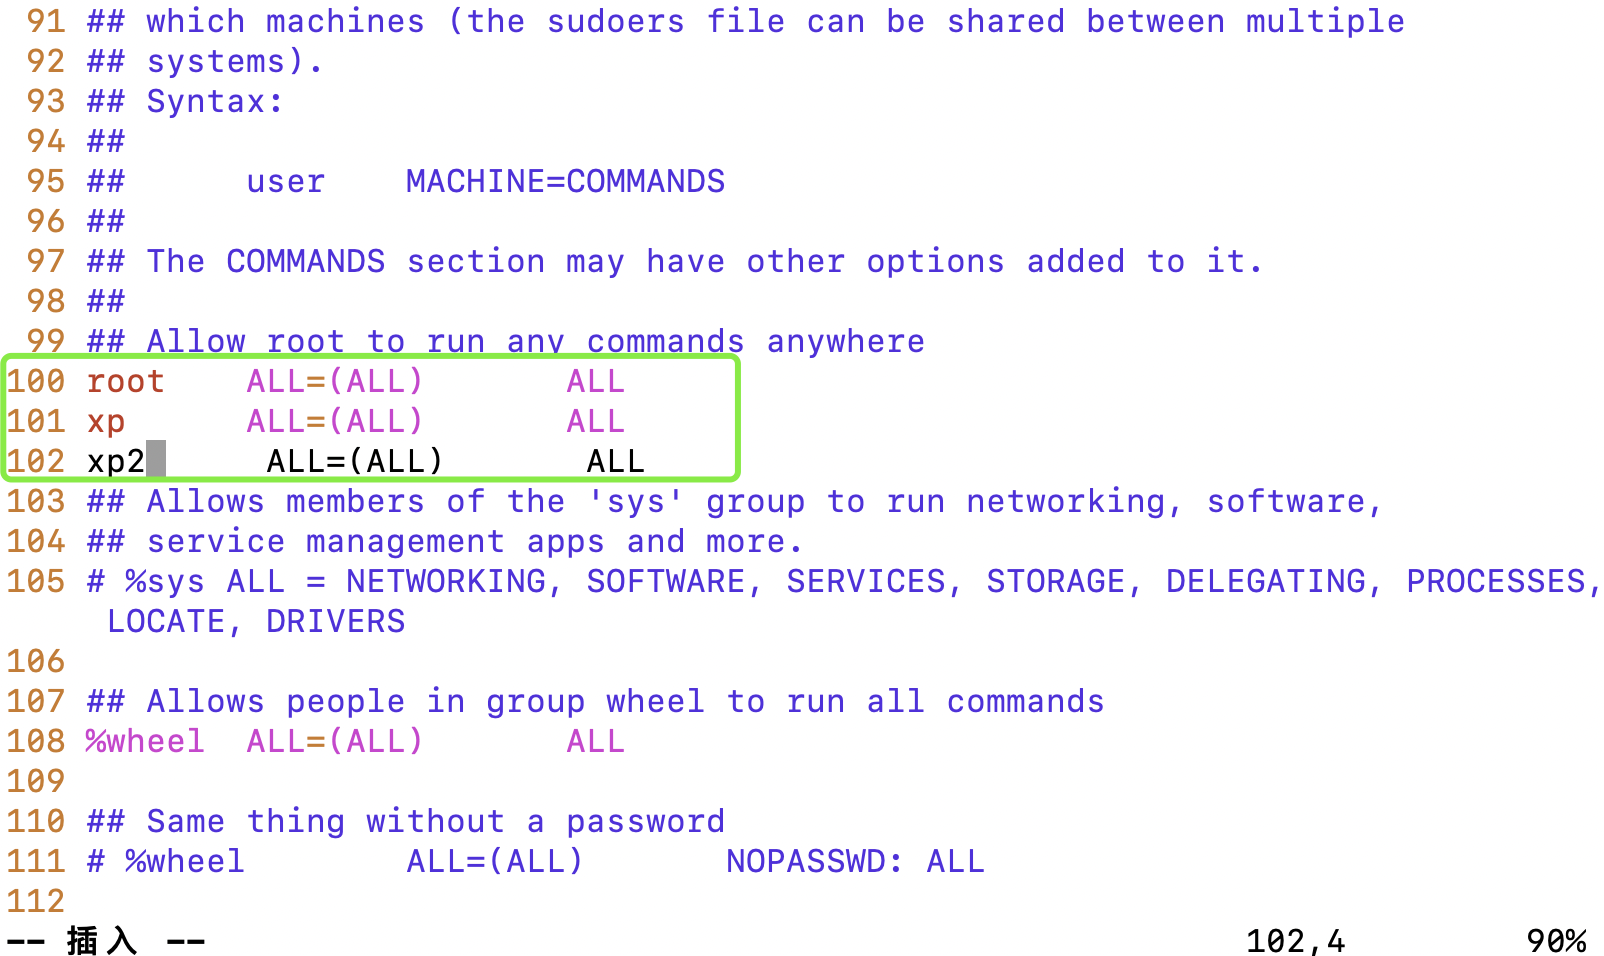 91 ## which machines (the sudoers file can be shared between multiple
92 ## systems).
93 ## Syntax:
94 ##
95 ##      user    MACHINE=COMMANDS
96 ##
97 ## The COMMANDS section may have other options added to it.
98 ##
99 ## Allow root to run any commands anywhere
100 root    ALL=(ALL)       ALL
101 xp      ALL=(ALL)       ALL
102 xp2      ALL=(ALL)       ALL
103 ## Allows members of the 'sys' group to run networking, software,
104 ## service management apps and more.
105 # %sys ALL = NETWORKING, SOFTWARE, SERVICES, STORAGE, DELEGATING, PROCESSES,
LOCATE, DRIVERS
106
107 ## Allows people in group wheel to run all commands
108 %wheel  ALL=(ALL)       ALL
109
110 ## Same thing without a password
111 # %wheel        ALL=(ALL)       NOPASSWD: ALL
112
-- 插入 -- 102,4 90%